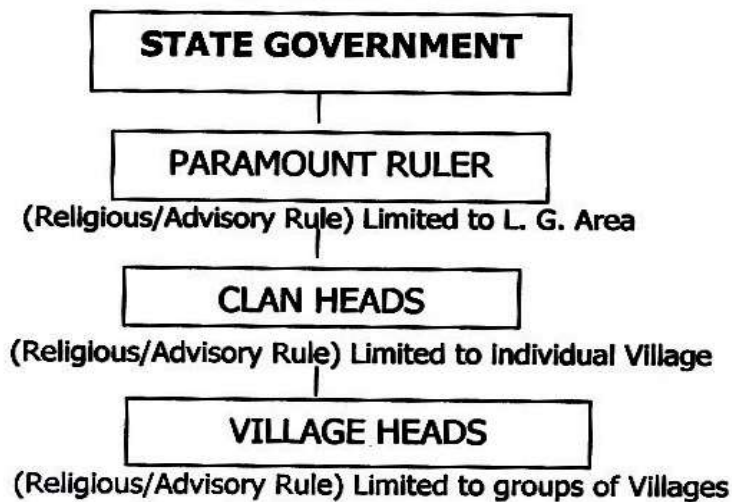 STATE GOVERNMENT
PARAMOUNT RULER
(Religious/Advisory Rule) Limited to L. G. Area
CLAN HEADS
(Religious/Advisory Rule) Limited to individual Village
VILLAGE HEADS
(Religious/Advisory Rule) Limited to groups of Villages